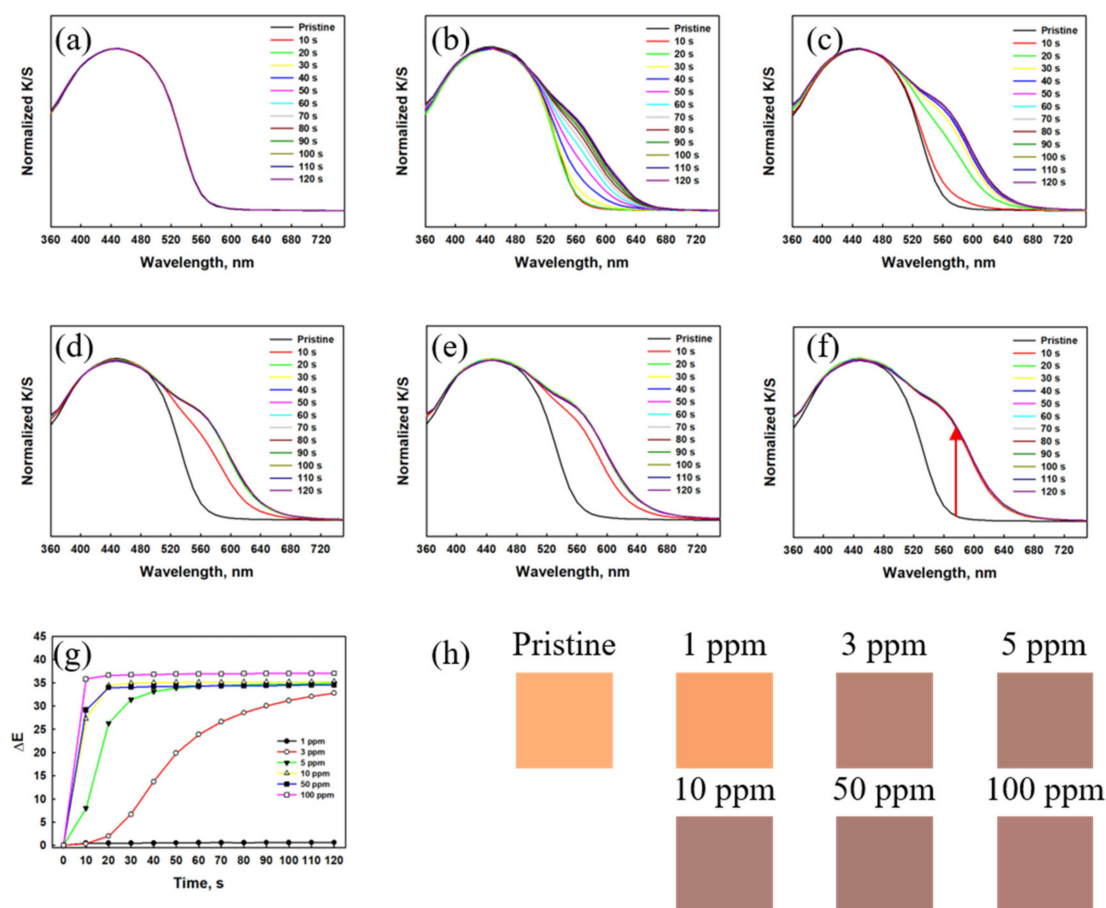 (a)
Normalized K/S
Pristine
10 s
20 s
30 s
40 s
50 s
60 s
70 s
80 s
90 s
100 s
110 s
120 s
360 400 440 480 520 560 600 640 680 720
Wavelength, nm
(b)
Normalized K/S
Pristine
10 s
20 s
30 s
40 s
50 s
60 s
70 s
80 s
90 s
100 s
110 s
120 s
360 400 440 480 520 560 600 640 680 720
Wavelength, nm
(c)
Normalized K/S
Pristine
10 s
20 s
30 s
40 s
50 s
60 s
70 s
80 s
90 s
100 s
110 s
120 s
360 400 440 480 520 560 600 640 680 720
Wavelength, nm
(d)
Normalized K/S
Pristine
10 s
20 s
30 s
40 s
50 s
60 s
70 s
80 s
90 s
100 s
110 s
120 s
360 400 440 480 520 560 600 640 680 720
Wavelength, nm
(e)
Normalized K/S
Pristine
10 s
20 s
30 s
40 s
50 s
60 s
70 s
80 s
90 s
100 s
110 s
120 s
360 400 440 480 520 560 600 640 680 720
Wavelength, nm
(f)
Normalized K/S
Pristine
10 s
20 s
30 s
40 s
50 s
60 s
70 s
80 s
90 s
100 s
110 s
120 s
360 400 440 480 520 560 600 640 680 720
Wavelength, nm
(g)
ΔE
45
40
35
30
25
20
15
10
5
0
1 ppm
3 ppm
5 ppm
10 ppm
50 ppm
100 ppm
0 10 20 30 40 50 60 70 80 90 100 110 120
Time, s
(h)
Pristine 1 ppm 3 ppm 5 ppm
10 ppm 50 ppm 100 ppm